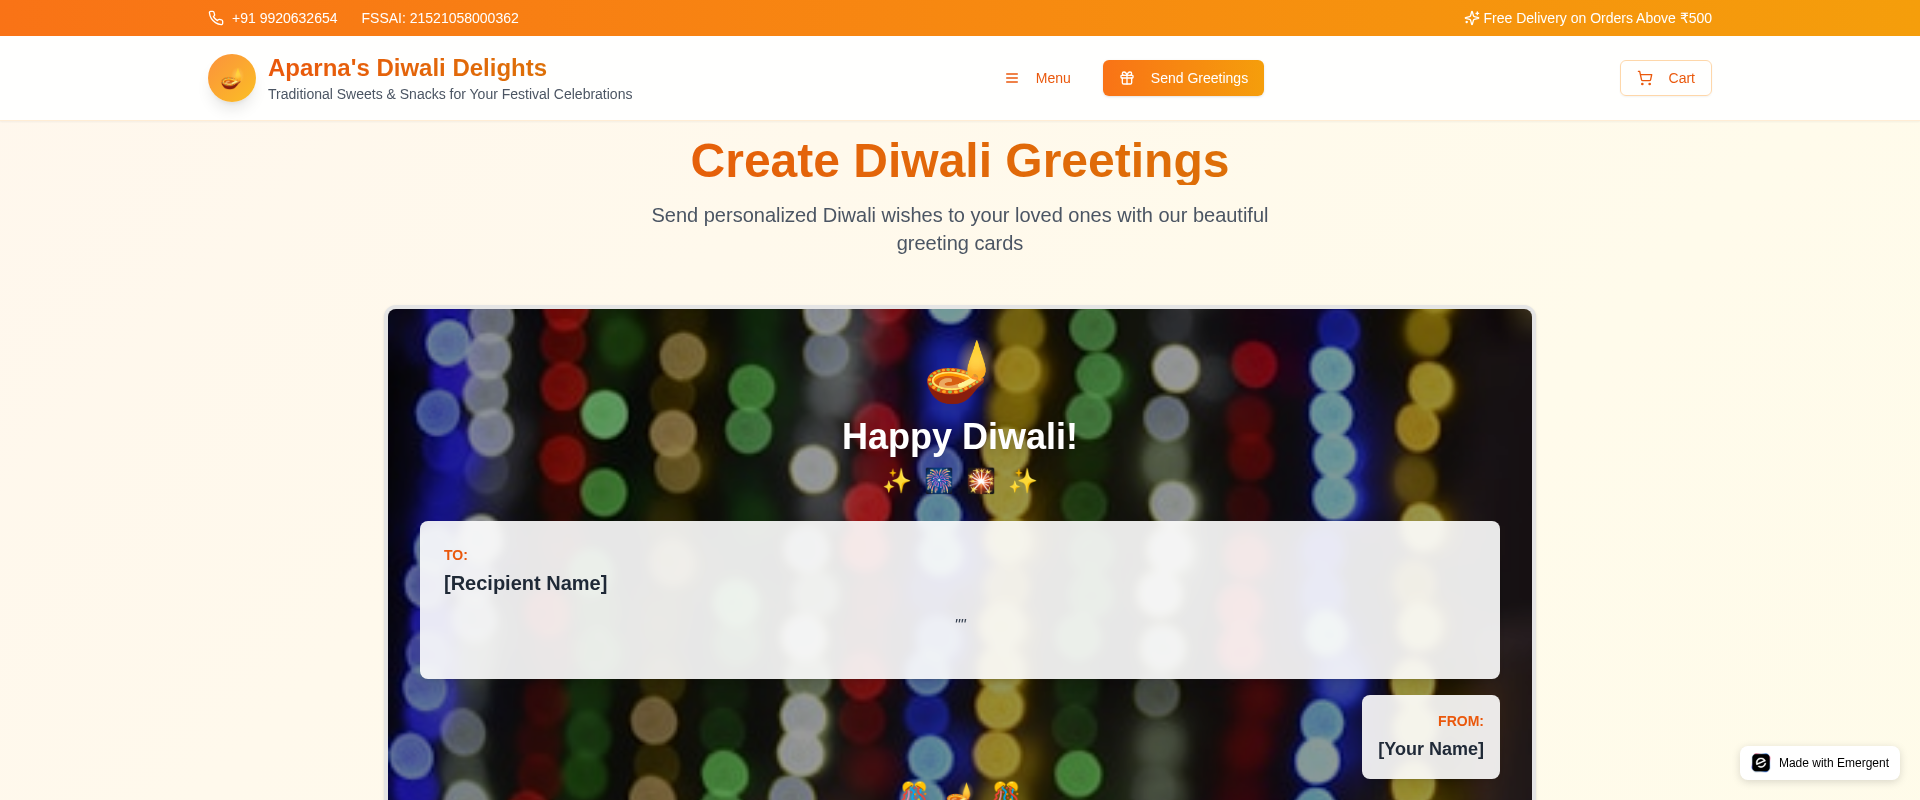 +91 9920632654
FSSAI: 21521058000362
Free Delivery on Orders Above ₹500
Aparna's Diwali Delights
Traditional Sweets & Snacks for Your Festival Celebrations
Menu
Send Greetings
Cart
Create Diwali Greetings
Send personalized Diwali wishes to your loved ones with our beautiful
greeting cards
Happy Diwali!
TO:
[Recipient Name]
""
FROM:
[Your Name]
Made with Emergent